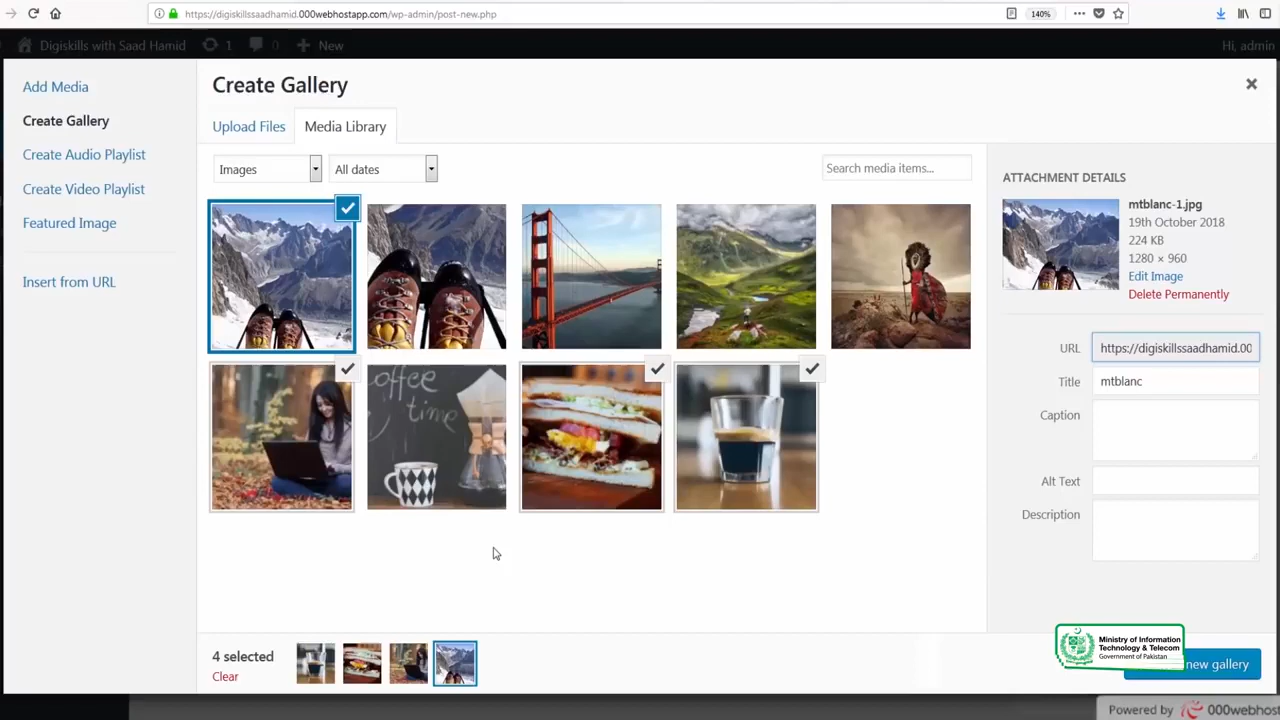 https://digiskillssaadhamid.000webhostapp.com/wp-admin/post-new.php
140%
Digiskills with Saad Hamid
1
0
New
Hi, admin
Add Media
Create Gallery
Create Audio Playlist
Create Video Playlist
Featured Image
Insert from URL
Create Gallery
Upload Files
Media Library
Images
All dates
Search media items...
coffee
time
ATTACHMENT DETAILS
mtblanc-1.jpg
19th October 2018
224 KB
1280 × 960
Edit Image
Delete Permanently
URL
https://digiskillssaadhamid.00
Title
mtblanc
Caption
Alt Text
Description
4 selected
Clear
Ministry of Information
Technology & Telecom
Government of Pakistan
new gallery
Powered by
000webhost